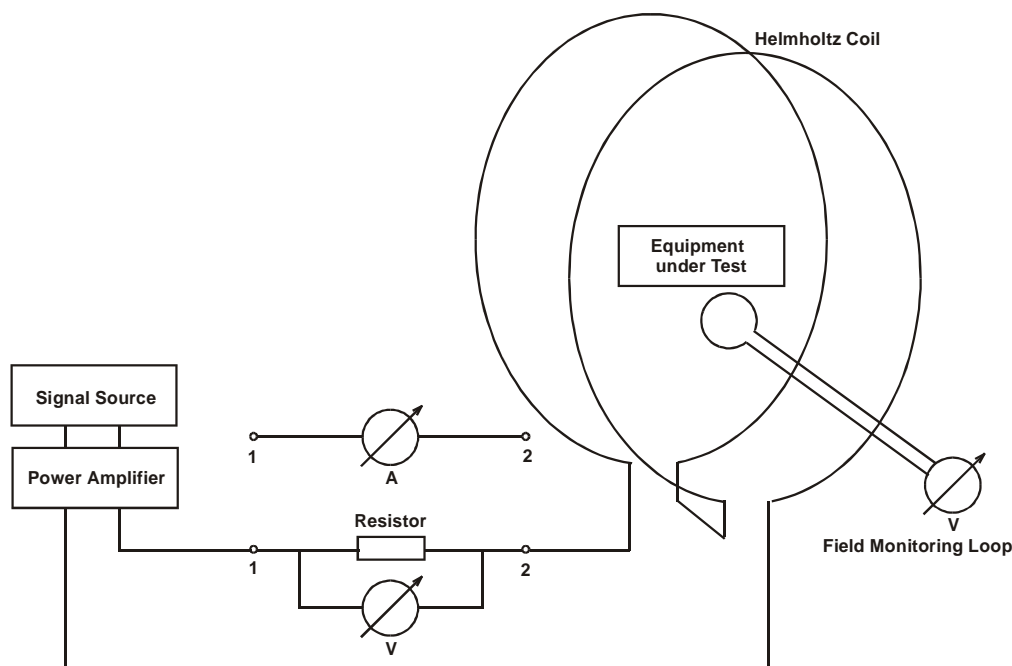 Helmholtz Coil
Equipment
under Test
Signal Source
Power Amplifier
1
2
A
Resistor
1
2
V
V
Field Monitoring Loop